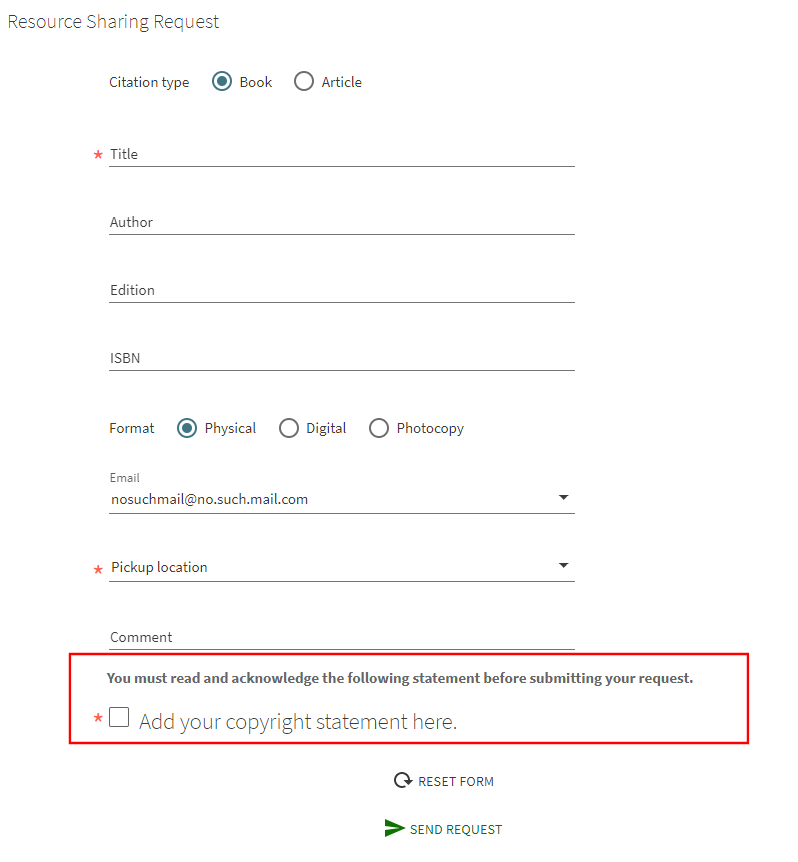 Resource Sharing Request
Citation type Book Article
* Title
Author
Edition
ISBN
Format Physical Digital Photocopy
Email
nosuchmail@no.such.mail.com
* Pickup location
Comment
You must read and acknowledge the following statement before submitting your request.
* Add your copyright statement here.
RESET FORM
SEND REQUEST